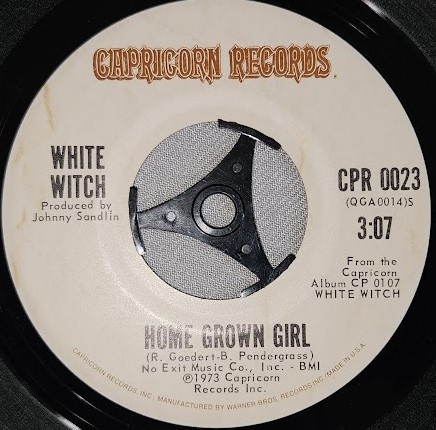 CAPRICORN RECORDS
WHITE
WITCH
Produced by
Johnny Sandlin
CPR 0023
(QGA0014)S
3:07
From the
Capricorn
Album CP 0107
WHITE WITCH
HOME GROWN GIRL
(R. Goedert-B. Pendergrass)
No Exit Music Co., Inc. - BMI
℗1973 Capricorn
Records Inc.
CAPRICORN RECORDS, INC. MANUFACTURED BY WARNER BROS. RECORDS INC. MADE IN U.S.A.